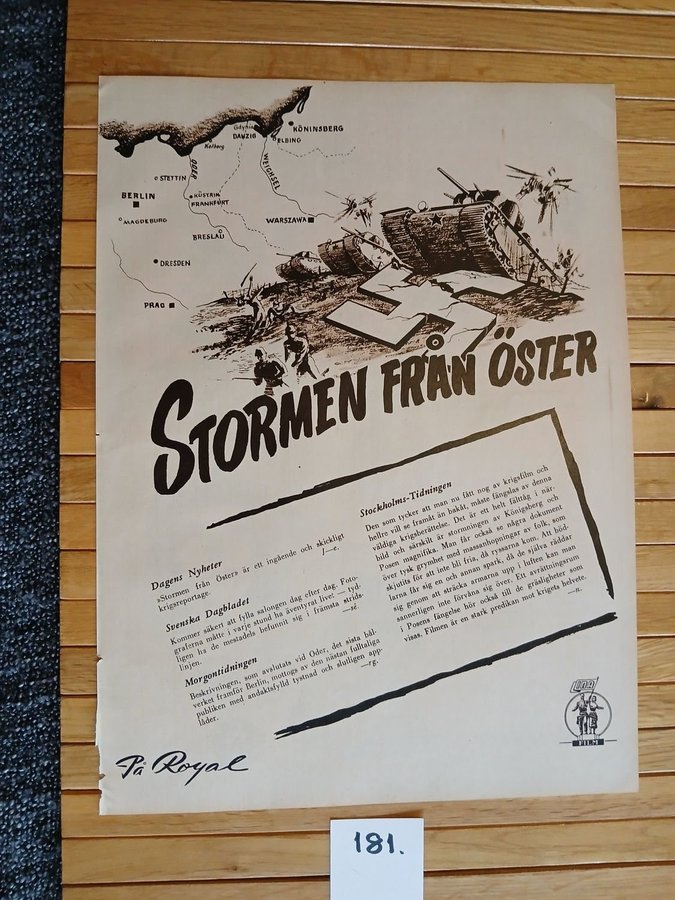 Gdynia
DANZIG
KÖNINSBERG
ELBING
Kolberg
ODER
WEICHSEL
STETTIN
BERLIN
KÜSTRIN
FRANKFURT
MAGDEBURG
WARSZAWA
BRESLAU
DRESDEN
PRAG
STORMEN FRÅN ÖSTER
Dagens Nyheter
»Stormen från Öster» är ett ingående och skickligt
krigsreportage.
J—e.
Svenska Dagbladet
Kommer säkert att fylla salongen dag efter dag. Foto-
graferna måtte i varje stund ha äventyrat livet! — tyd-
ligen ha de mestadels befunnit sig i främsta strids-
linjen.
—sé.
Morgontidningen
Beskrivningen, som avslutats vid Oder, det sista bål-
verket framför Berlin, mottogs av den nästan fulltaliga
publiken med andaktsfylld tystnad och slutligen app-
låder.
—rg.
Stockholms-Tidningen
Den som tycker att man nu fått nog av krigsfilm och
hellre vill se framåt än bakåt, måste fängslas av denna
väldiga krigsberättelse. Det är ett helt fälttåg i när-
bild och särskilt är stormningen av Königsberg och
Posen magnifika. Man får också se några dokument
över tysk grymhet med massanhopningar av folk, som
skjutits för att inte bli fria, då ryssarna kom. Att bild-
tarna får sig en och annan spark, då de själva räddar
sig genom att sträcka armarna upp i luften kan man
sannerligen inte förvåna sig över. Ett avrättningsrum
i Posens fängelse hör också till de gräsligheter som
visas. Filmen är en stark predikan mot krigets helvete.
—n.
På Royal
FILM
181.